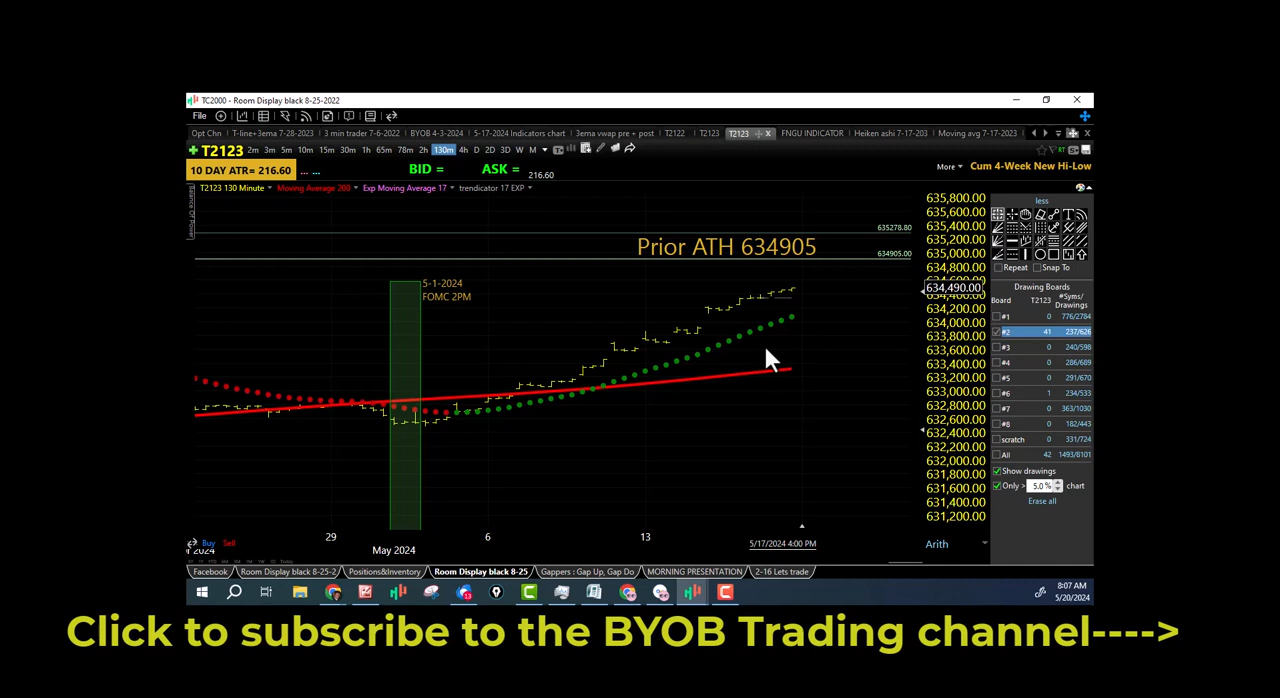 TC2000 - Room Display black 8-25-2022
File
Opt Chn T-line+3ema 7-28-2023 3 min trader 7-6-2022 BYOB 4-3-2024 5-17-2024 Indicators chart 3ema vwap pre + post T2122 T2123 T2123 x FNGU INDICATOR Heiken ashi 7-17-203 Moving avg 7-17-2023
T2123 2m 3m 5m 10m 15m 30m 1h 65m 78m 2h 130m 4h D 2D 3D W M
10 DAY ATR= 216.60 ... ... BID = ASK = 216.60 More Cum 4-Week New Hi-Low
T2123 130 Minute Moving Average 200 Exp Moving Average 17 trendicator 17 EXP
Balance Of Power
less
635,800.00
635,600.00
635,400.00
635,200.00
635,000.00
634,800.00
634,490.00
634,400.00
634,200.00
634,000.00
633,800.00
633,600.00
633,400.00
633,200.00
633,000.00
632,800.00
632,600.00
632,400.00
632,200.00
632,000.00
631,800.00
631,600.00
631,400.00
631,200.00
635278.80
Prior ATH 634905
634905.00
5-1-2024
FOMC 2PM
Repeat Snap To
Drawing Boards
Board T2123 #Syms/Drawings
#1 0 776/2784
#2 41 237/626
#3 0 240/598
#4 0 286/689
#5 0 291/670
#6 1 234/533
#7 0 363/1030
#8 0 182/443
scratch 0 331/724
All 42 1493/8101
Show drawings
Only > 5.0 % chart
Erase all
29 6 13
Buy Sell
May 2024
5/17/2024 4:00 PM
Arith
Facebook Room Display black 8-25-2 Positions&Inventory Room Display black 8-25 Gappers : Gap Up, Gap Do MORNING PRESENTATION 2-16 Lets trade
8:07 AM
5/20/2024
Click to subscribe to the BYOB Trading channel---->